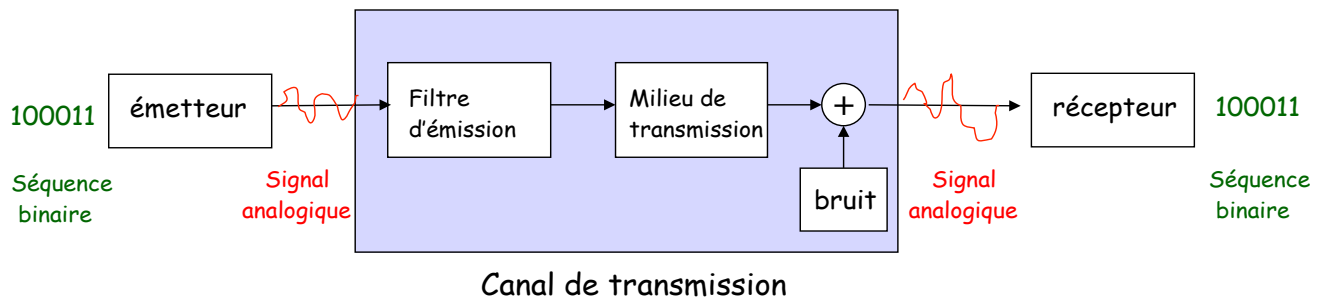 100011
émetteur
Séquence
binaire
Signal
analogique
Filtre
d'émission
Milieu de
transmission
+
bruit
Signal
analogique
récepteur
100011
Séquence
binaire
Canal de transmission